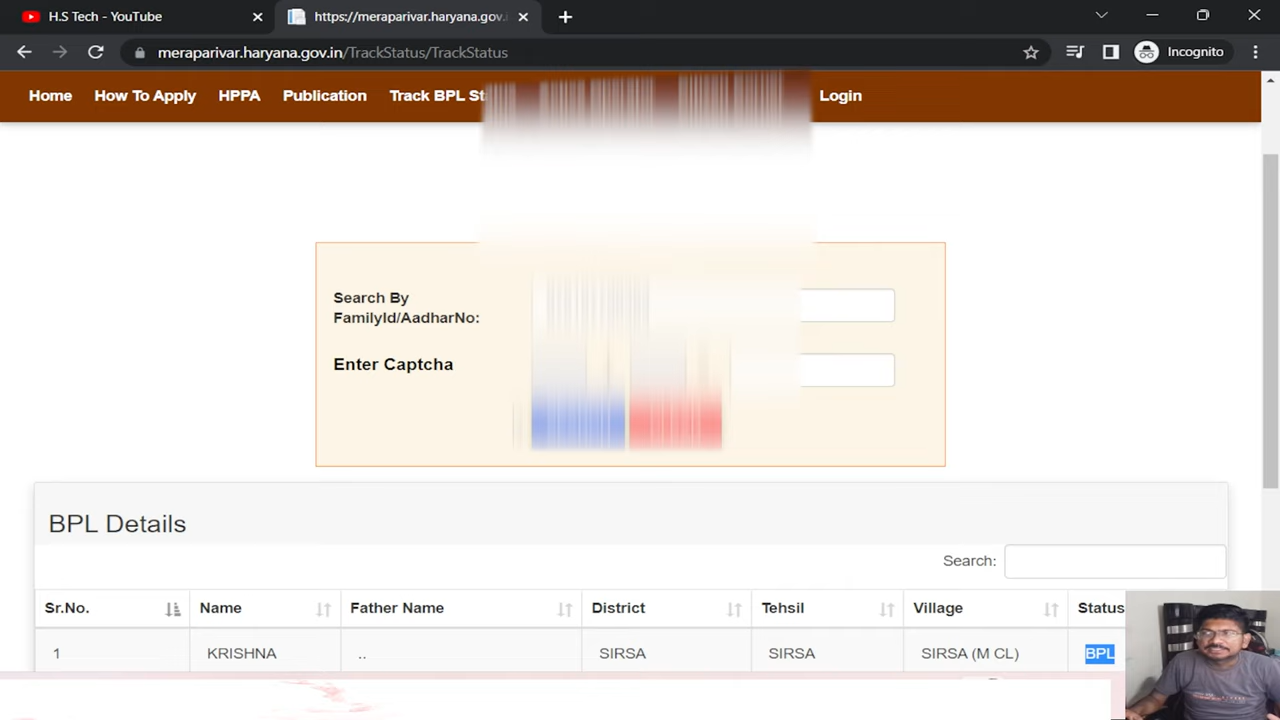 H.S Tech - YouTube
https://meraparivar.haryana.gov.i
meraparivar.haryana.gov.in/TrackStatus/TrackStatus
Incognito
Home How To Apply HPPA Publication Track BPL St Login
Search By
FamilyId/AadharNo:
Enter Captcha
BPL Details
Search:
Sr.No. Name Father Name District Tehsil Village Status
1 KRISHNA .. SIRSA SIRSA SIRSA (M CL) BPL